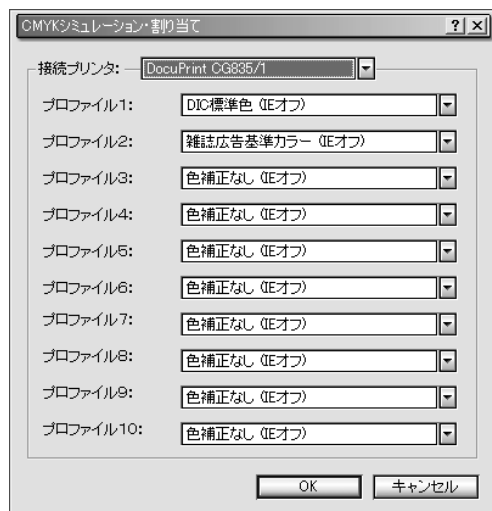 CMYKシミュレーション・割り当て
接続プリンタ: DocuPrint CG835/1
プロファイル1: DIC標準色 (IEオフ)
プロファイル2: 雑誌広告基準カラー (IEオフ)
プロファイル3: 色補正なし (IEオフ)
プロファイル4: 色補正なし (IEオフ)
プロファイル5: 色補正なし (IEオフ)
プロファイル6: 色補正なし (IEオフ)
プロファイル7: 色補正なし (IEオフ)
プロファイル8: 色補正なし (IEオフ)
プロファイル9: 色補正なし (IEオフ)
プロファイル10: 色補正なし (IEオフ)
OK キャンセル